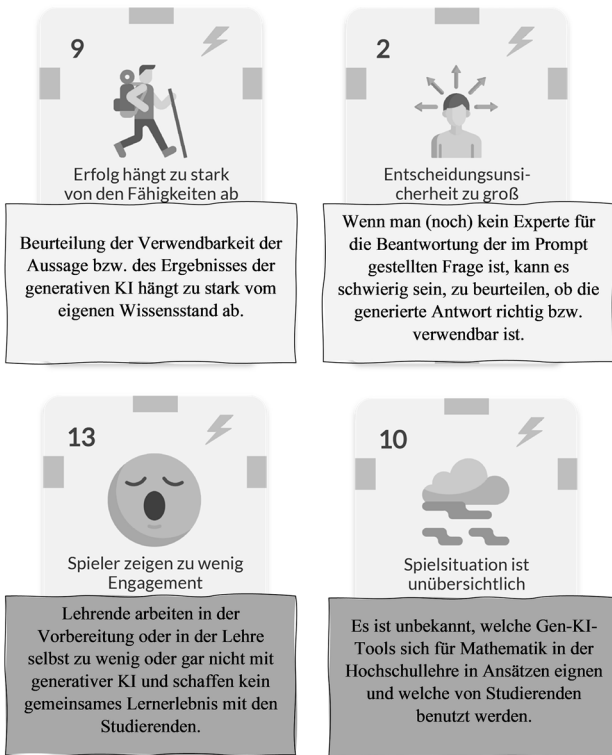 9
Erfolg hängt zu stark
von den Fähigkeiten ab
Beurteilung der Verwendbarkeit der
Aussage bzw. des Ergebnisses der
generativen KI hängt zu stark vom
eigenen Wissensstand ab.
2
Entscheidungsunsi-
cherheit zu groß
Wenn man (noch) kein Experte für
die Beantwortung der im Prompt
gestellten Frage ist, kann es
schwierig sein, zu beurteilen, ob die
generierte Antwort richtig bzw.
verwendbar ist.
13
Spieler zeigen zu wenig
Engagement
Lehrende arbeiten in der
Vorbereitung oder in der Lehre
selbst zu wenig oder gar nicht mit
generativer KI und schaffen kein
gemeinsames Lernerlebnis mit den
Studierenden.
10
Spielsituation ist
unübersichtlich
Es ist unbekannt, welche Gen-KI-
Tools sich für Mathematik in der
Hochschullehre in Ansätzen eignen
und welche von Studierenden
benutzt werden.